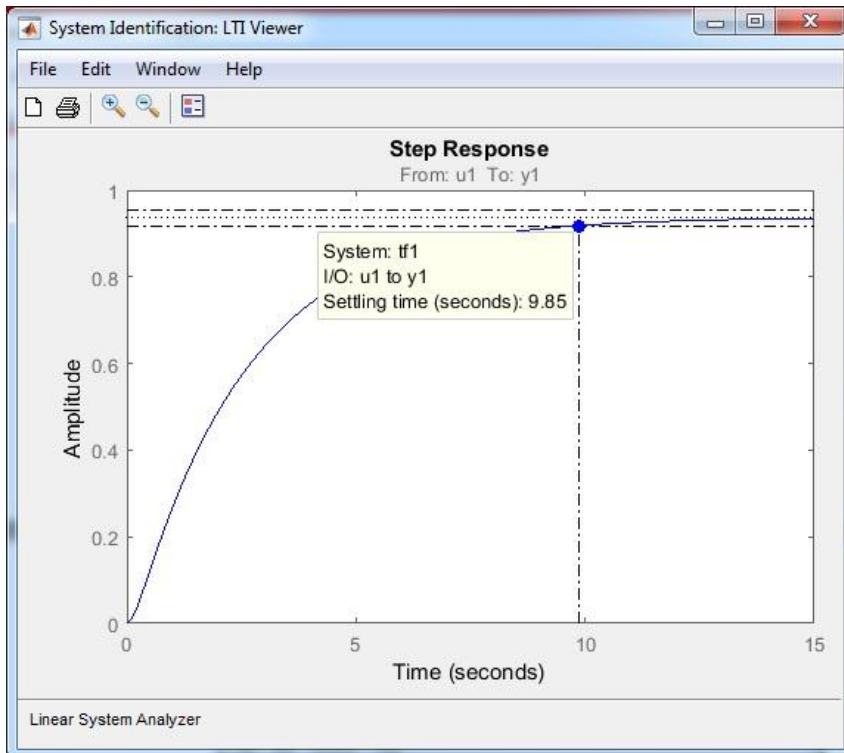 System Identification: LTI Viewer
File Edit Window Help
Step Response
From: u1 To: y1
1
0.8
0.6
0.4
0.2
0
Amplitude
System: tf1
I/O: u1 to y1
Settling time (seconds): 9.85
0 5 10 15
Time (seconds)
Linear System Analyzer